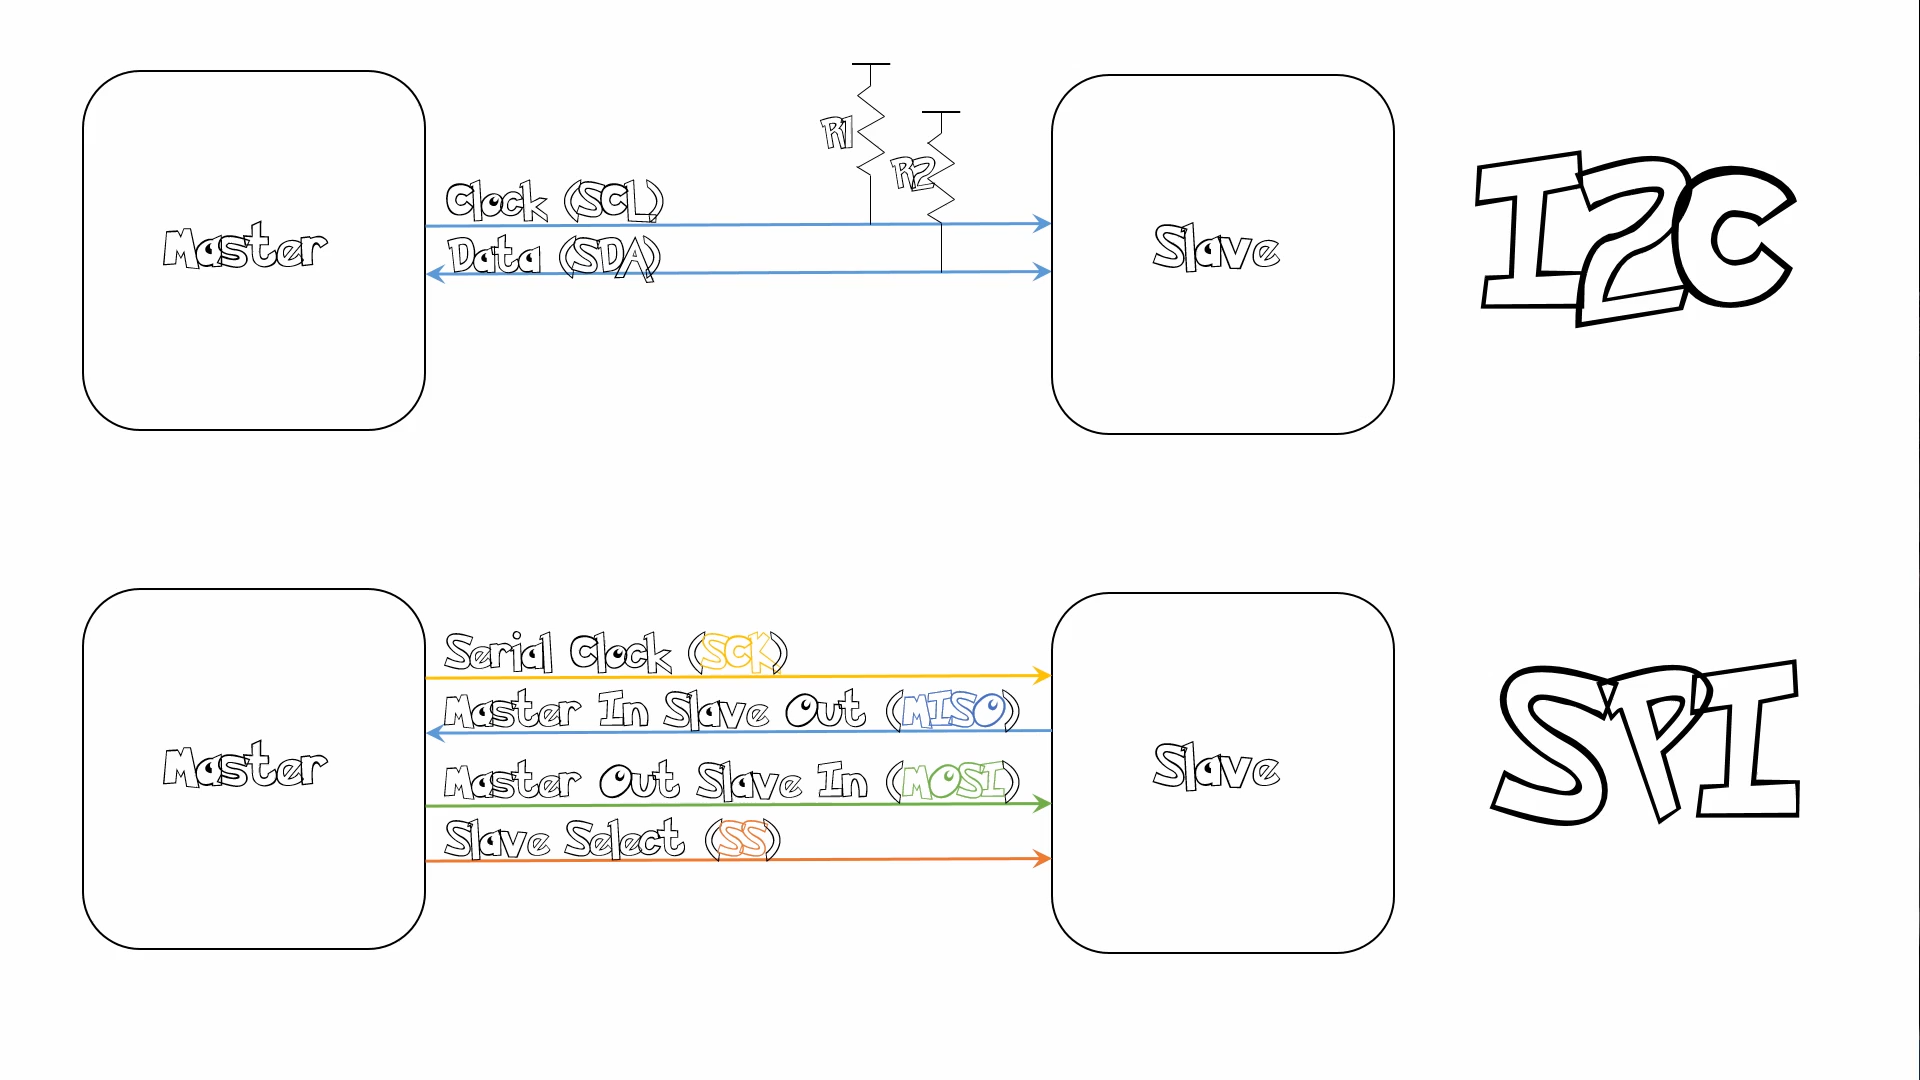 Master
Clock (SCL)
Data (SDA)
R1
R2
Slave
I2C
Master
Serial Clock (SCK)
Master In Slave Out (MISO)
Master Out Slave In (MOSI)
Slave Select (SS)
Slave
SPI